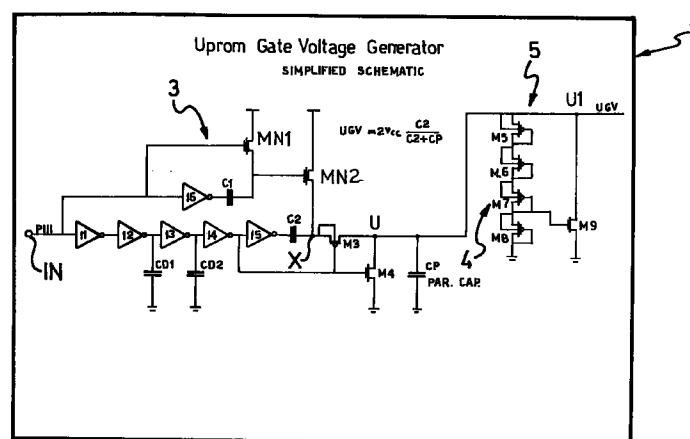 Uprom Gate Voltage Generator
SIMPLIFIED SCHEMATIC
5
U1
UGV
3
MN1
UGV =2Vcc C2
C2+CP
M5
MN2
M6
I6
C1
M7
M9
PHI
I1
I2
I3
I4
I5
C2
U
4
M8
IN
X
M3
CD1
CD2
M4
CP
PAR. CAP.